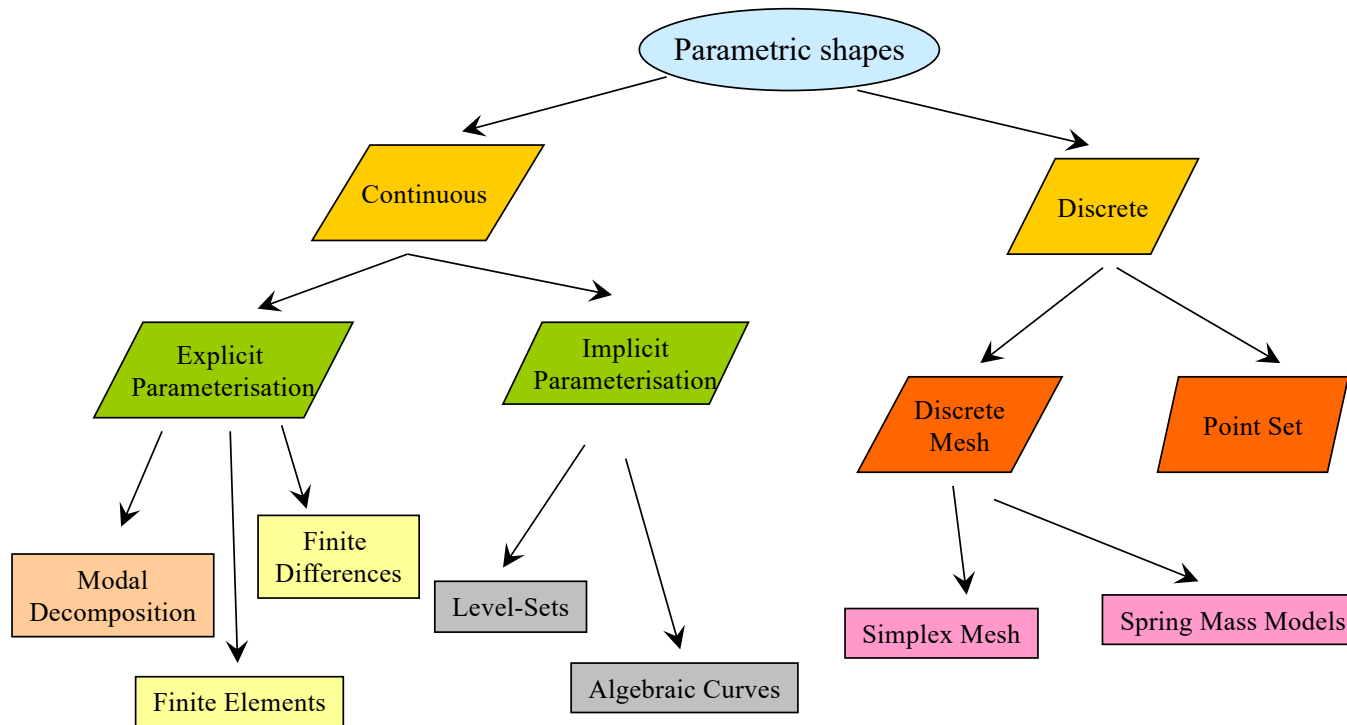 Parametric shapes
Continuous
Discrete
Explicit
Parameterisation
Implicit
Parameterisation
Discrete
Mesh
Point Set
Modal
Decomposition
Finite
Differences
Finite Elements
Level-Sets
Algebraic Curves
Simplex Mesh
Spring Mass Models